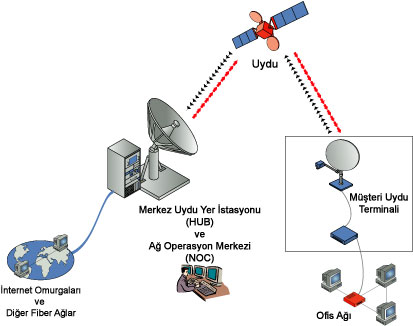 Uydu
Merkez Uydu Yer İstasyonu
(HUB)
ve
Ağ Operasyon Merkezi
(NOC)
Müşteri Uydu
Terminali
İnternet Omurgaları
ve
Diğer Fiber Ağlar
Ofis Ağı